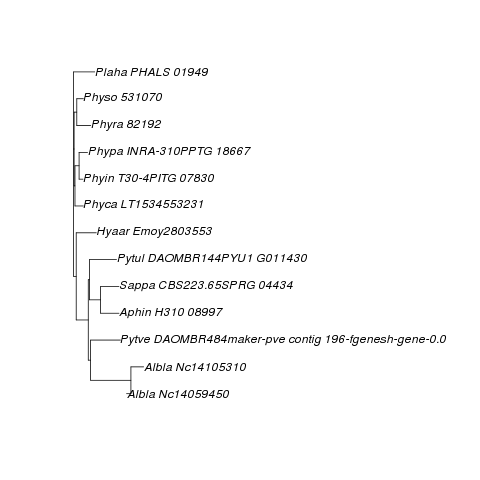 Plaha PHALS 01949
Physo 531070
Phyra 82192
Phypa INRA-310PPTG 18667
Phyin T30-4PITG 07830
Phyca LT1534553231
Hyaar Emoy2803553
Pytul DAOMBR144PYU1 G011430
Sappa CBS223.65SPRG 04434
Aphin H310 08997
Pytve DAOMBR484maker-pve contig 196-fgenesh-gene-0.0
Albla Nc14105310
Albla Nc14059450